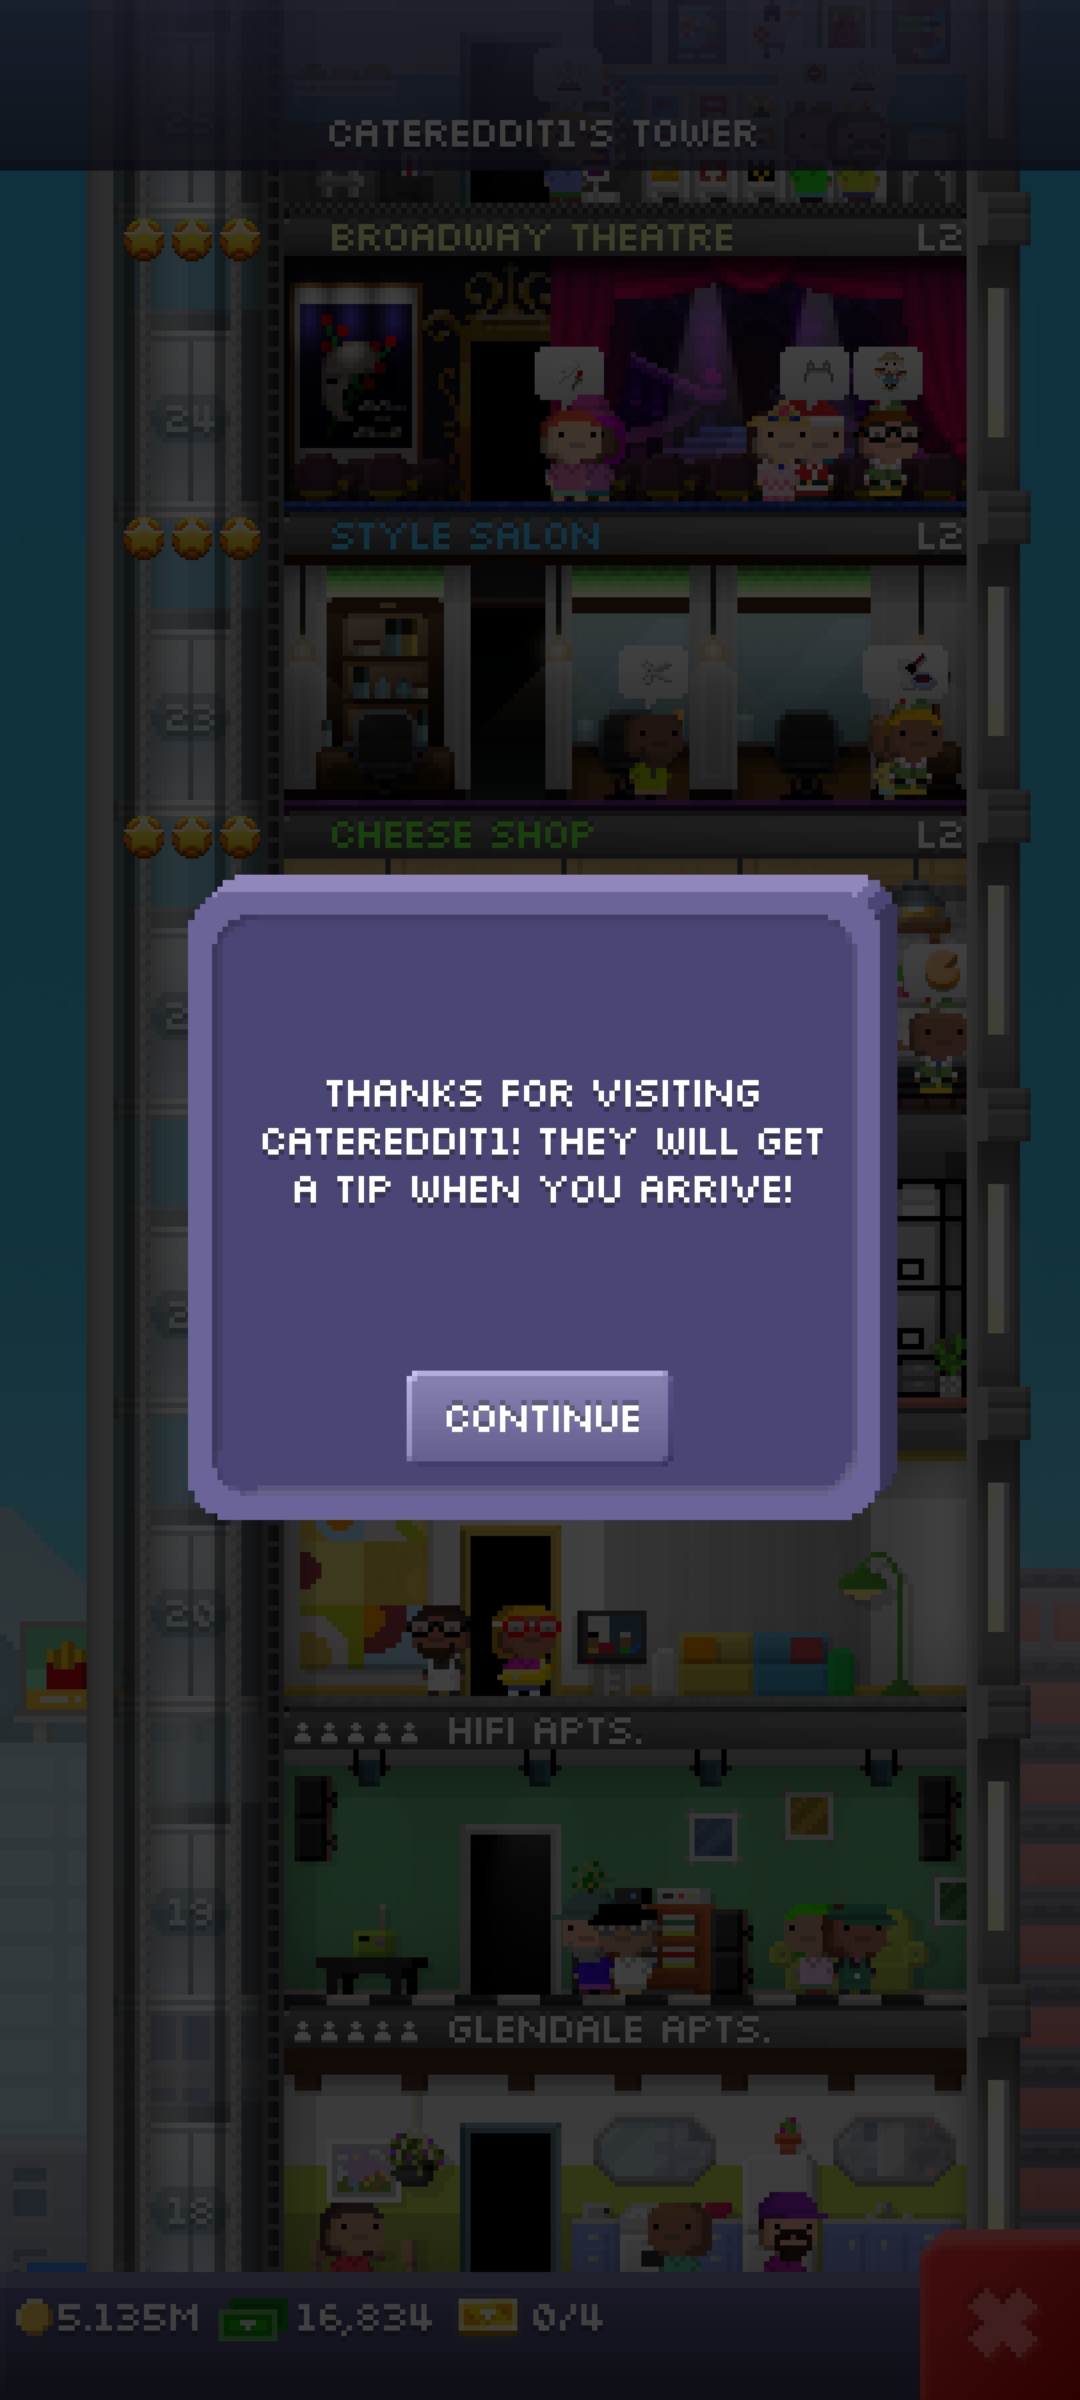 CATEREDDIT1'S TOWER
BROADWAY THEATRE L2
24
STYLE SALON L2
23
CHEESE SHOP L2
THANKS FOR VISITING
CATEREDDIT1! THEY WILL GET
A TIP WHEN YOU ARRIVE!
CONTINUE
20
HIFI APTS.
19
GLENDALE APTS.
18
5.135M 16,834 0/4